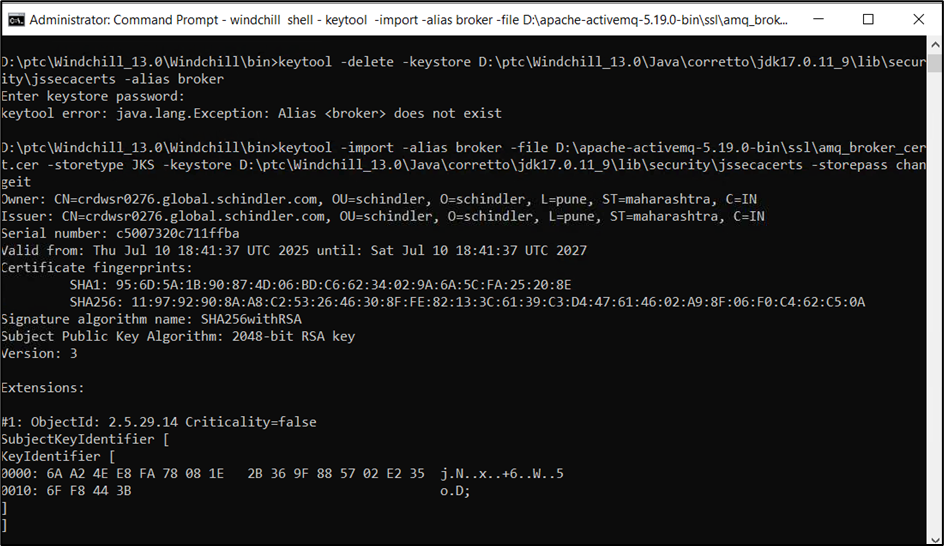 Administrator: Command Prompt - windchill shell - keytool -import -alias broker -file D:\apache-activemq-5.19.0-bin\ssl\amq_brok...
D:\ptc\Windchill_13.0\Windchill\bin>keytool -delete -keystore D:\ptc\Windchill_13.0\Java\corretto\jdk17.0.11_9\lib\secur
ity\jssecacerts -alias broker
Enter keystore password:
keytool error: java.lang.Exception: Alias <broker> does not exist
D:\ptc\Windchill_13.0\Windchill\bin>keytool -import -alias broker -file D:\apache-activemq-5.19.0-bin\ssl\amq_broker_cer
t.cer -storetype JKS -keystore D:\ptc\Windchill_13.0\Java\corretto\jdk17.0.11_9\lib\security\jssecacerts -storepass chan
geit
Owner: CN=crdwsr0276.global.schindler.com, OU=schindler, O=schindler, L=pune, ST=maharashtra, C=IN
Issuer: CN=crdwsr0276.global.schindler.com, OU=schindler, O=schindler, L=pune, ST=maharashtra, C=IN
Serial number: c5007320c711ffba
Valid from: Thu Jul 10 18:41:37 UTC 2025 until: Sat Jul 10 18:41:37 UTC 2027
Certificate fingerprints:
SHA1: 95:6D:5A:1B:90:87:4D:06:BD:C6:62:34:02:9A:6A:5C:FA:25:20:8E
SHA256: 11:97:92:90:8A:A8:C2:53:26:46:30:8F:FE:82:13:3C:61:39:C3:D4:47:61:46:02:A9:8F:06:F0:C4:62:C5:0A
Signature algorithm name: SHA256withRSA
Subject Public Key Algorithm: 2048-bit RSA key
Version: 3
Extensions:
#1: ObjectId: 2.5.29.14 Criticality=false
SubjectKeyIdentifier [
KeyIdentifier [
0000: 6A A2 4E E8 FA 78 08 1E   2B 36 9F 88 57 02 E2 35  j.N..x..+6..W..5
0010: 6F F8 44 3B                                        o.D;
]
]